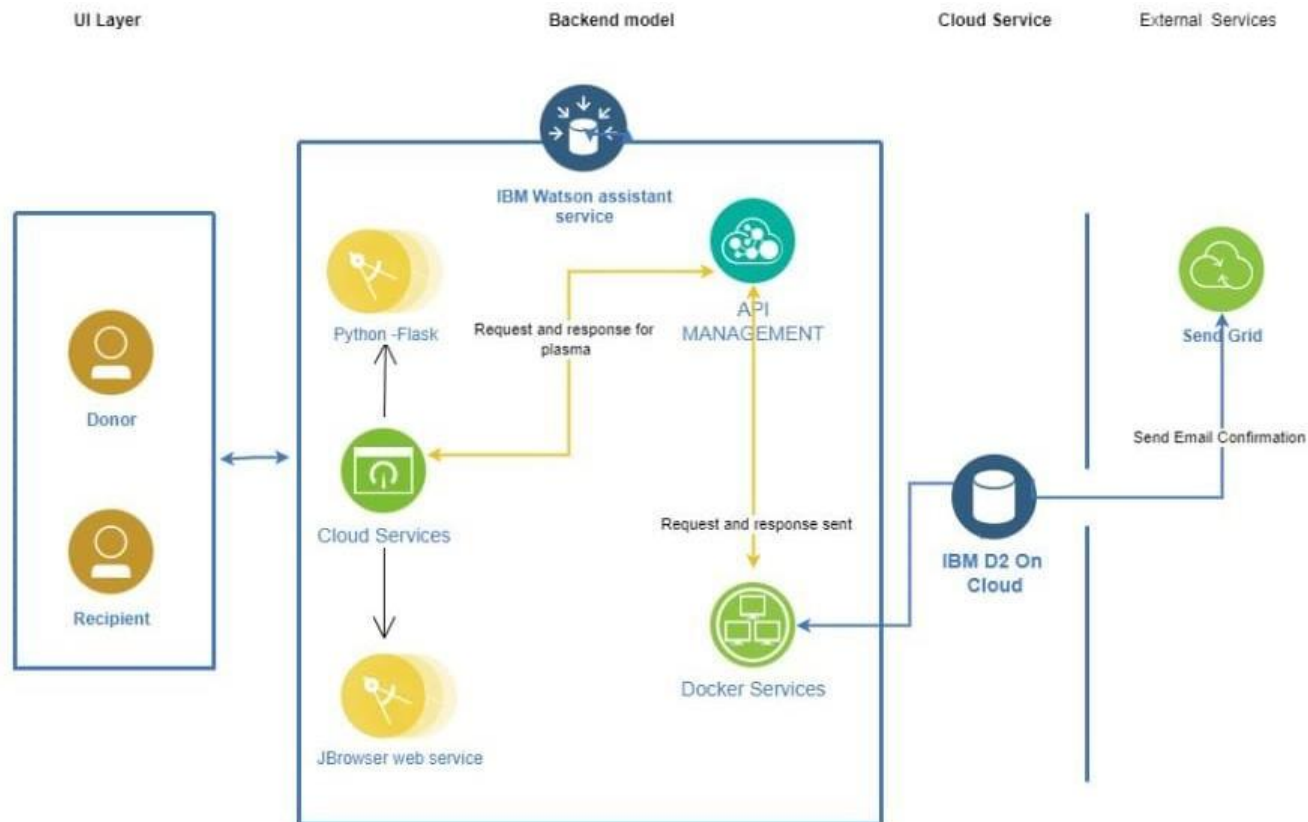 UI Layer
Backend model
Cloud Service
External Services
IBM Watson assistant
service
Python -Flask
Request and response for
plasma
API
MANAGEMENT
Send Grid
Donor
Send Email Confirmation
Cloud Services
Request and response sent
IBM D2 On
Cloud
Recipient
Docker Services
JBrowser web service